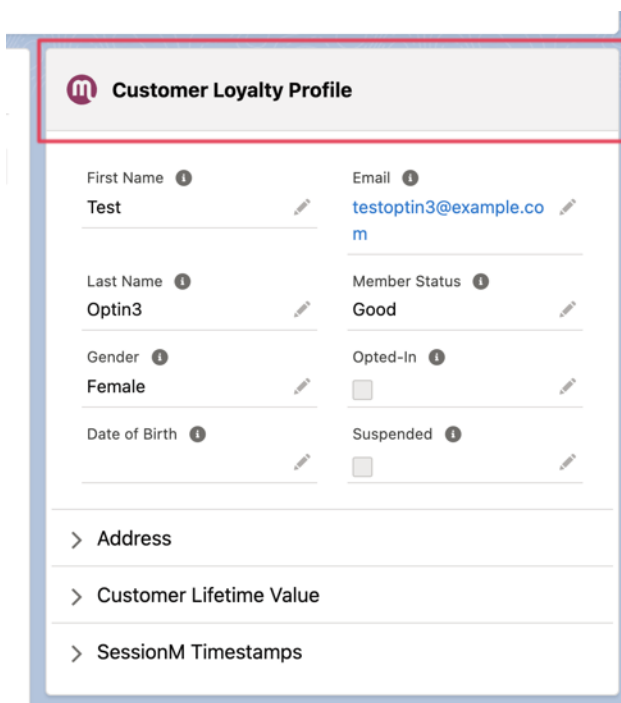 Customer Loyalty Profile
First Name
Email
Test
testoptin3@example.co
m
Last Name
Member Status
Optin3
Good
Gender
Opted-In
Female
Date of Birth
Suspended
Address
Customer Lifetime Value
SessionM Timestamps